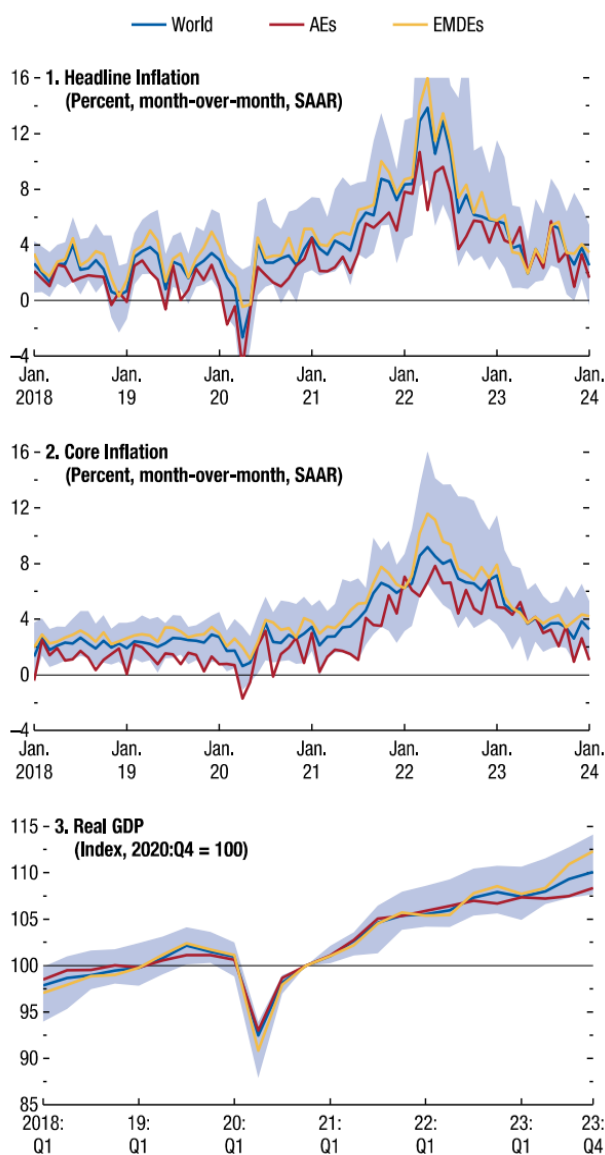 World AEs EMDEs
16
1. Headline Inflation
(Percent, month-over-month, SAAR)
12
8
4
0
–4
Jan. Jan. Jan. Jan. Jan. Jan. Jan.
2018 19 20 21 22 23 24
16
2. Core Inflation
(Percent, month-over-month, SAAR)
12
8
4
0
–4
Jan. Jan. Jan. Jan. Jan. Jan. Jan.
2018 19 20 21 22 23 24
115
3. Real GDP
(Index, 2020:Q4 = 100)
110
105
100
95
90
85
2018: 19:Q1 20:Q1 21:Q1 22:Q1 23:Q1 23:
Q1 Q4